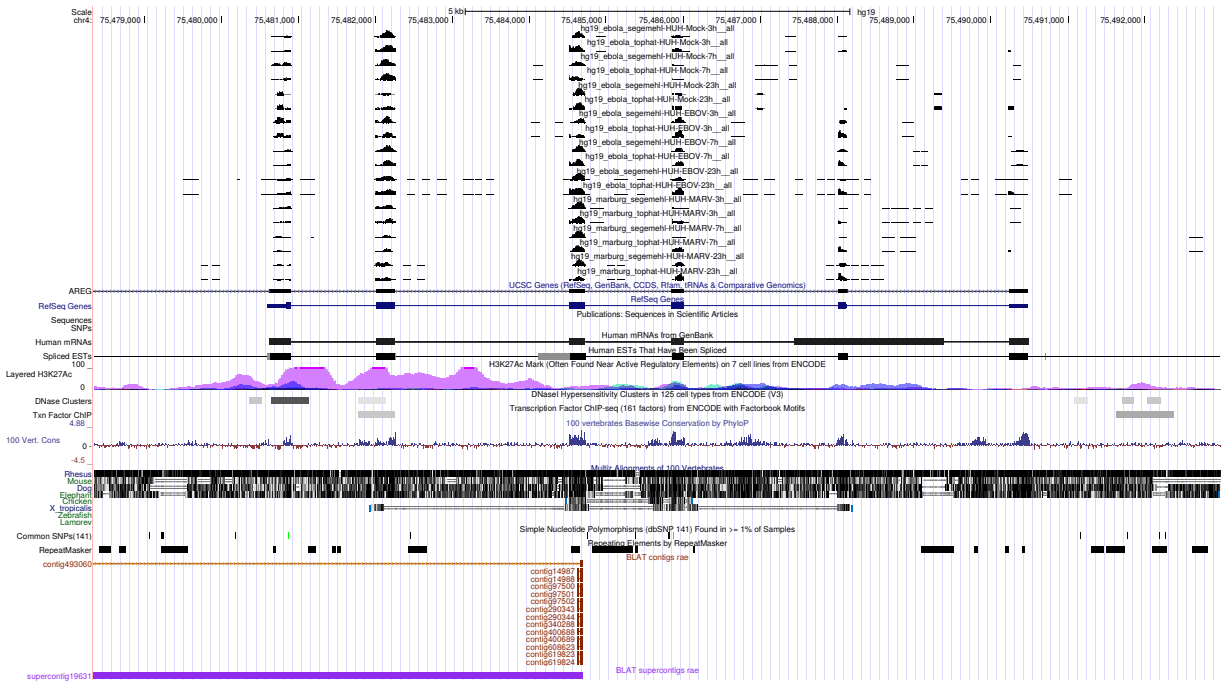 Scale 5 kb hg19
chr4: 75,479,000 75,480,000 75,481,000 75,482,000 75,483,000 75,484,000 75,485,000 75,486,000 75,487,000 75,488,000 75,489,000 75,490,000 75,491,000 75,492,000
hg19_ebola_segemehl-HUH-Mock-3h__all
hg19_ebola_tophat-HUH-Mock-3h__all
hg19_ebola_segemehl-HUH-Mock-7h__all
hg19_ebola_tophat-HUH-Mock-7h__all
hg19_ebola_segemehl-HUH-Mock-23h__all
hg19_ebola_tophat-HUH-Mock-23h__all
hg19_ebola_segemehl-HUH-EBOV-3h__all
hg19_ebola_tophat-HUH-EBOV-3h__all
hg19_ebola_segemehl-HUH-EBOV-7h__all
hg19_ebola_tophat-HUH-EBOV-7h__all
hg19_ebola_segemehl-HUH-EBOV-23h__all
hg19_ebola_tophat-HUH-EBOV-23h__all
hg19_marburg_segemehl-HUH-MARV-3h__all
hg19_marburg_tophat-HUH-MARV-3h__all
hg19_marburg_segemehl-HUH-MARV-7h__all
hg19_marburg_tophat-HUH-MARV-7h__all
hg19_marburg_segemehl-HUH-MARV-23h__all
hg19_marburg_tophat-HUH-MARV-23h__all
UCSC Genes (RefSeq, GenBank, CCDS, Rfam, tRNAs & Comparative Genomics)
AREG
RefSeq Genes
RefSeq Genes
Publications: Sequences in Scientific Articles
Sequences
SNPs
Human mRNAs from GenBank
Human mRNAs
Human ESTs That Have Been Spliced
Spliced ESTs
H3K27Ac Mark (Often Found Near Active Regulatory Elements) on 7 cell lines from ENCODE
100
Layered H3K27Ac
0
DNaseI Hypersensitivity Clusters in 125 cell types from ENCODE (V3)
DNase Clusters
Transcription Factor ChIP-seq (161 factors) from ENCODE with Factorbook Motifs
Txn Factor ChIP
100 vertebrates Basewise Conservation by PhyloP
4.88
100 Vert. Cons
0
-4.5
Multiz Alignments of 100 Vertebrates
Rhesus
Mouse
Dog
Elephant
Chicken
X_tropicalis
Zebrafish
Lamprey
Simple Nucleotide Polymorphisms (dbSNP 141) Found in >= 1% of Samples
Common SNPs(141)
Repeating Elements by RepeatMasker
RepeatMasker
BLAT contigs rae
contig493060
contig14987
contig14988
contig97500
contig97501
contig97502
contig290343
contig290344
contig340288
contig400688
contig400689
contig608623
contig619823
contig619824
BLAT supercontigs rae
supercontig19631